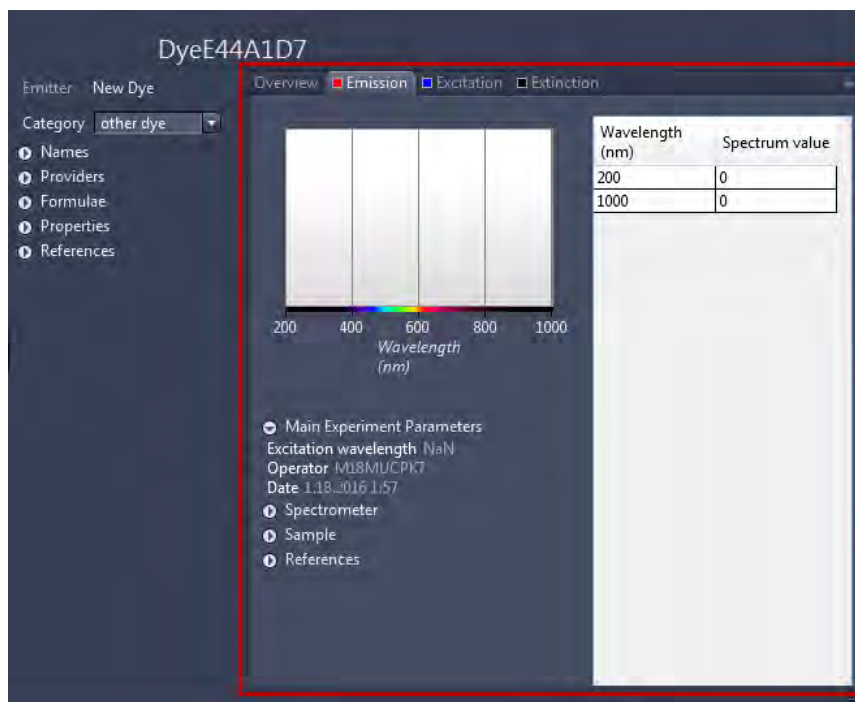 DyeE44A1D7
Emitter New Dye
Category other dye
Names
Providers
Formulae
Properties
References
Overview Emission Excitation Extinction
200 400 600 800 1000
Wavelength
(nm)
Main Experiment Parameters
Excitation wavelength NaN
Operator M18MUCPK7
Date 1.18.2016 1:57
Spectrometer
Sample
References
Wavelength
(nm) Spectrum value
200 0
1000 0